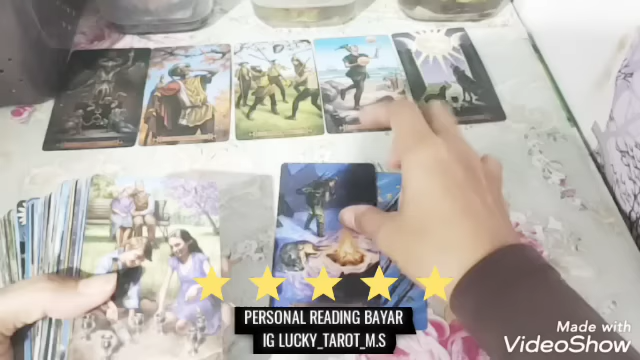 PERSONAL READING BAYAR
IG LUCKY_TAROT_M.S
Made with
VideoShow